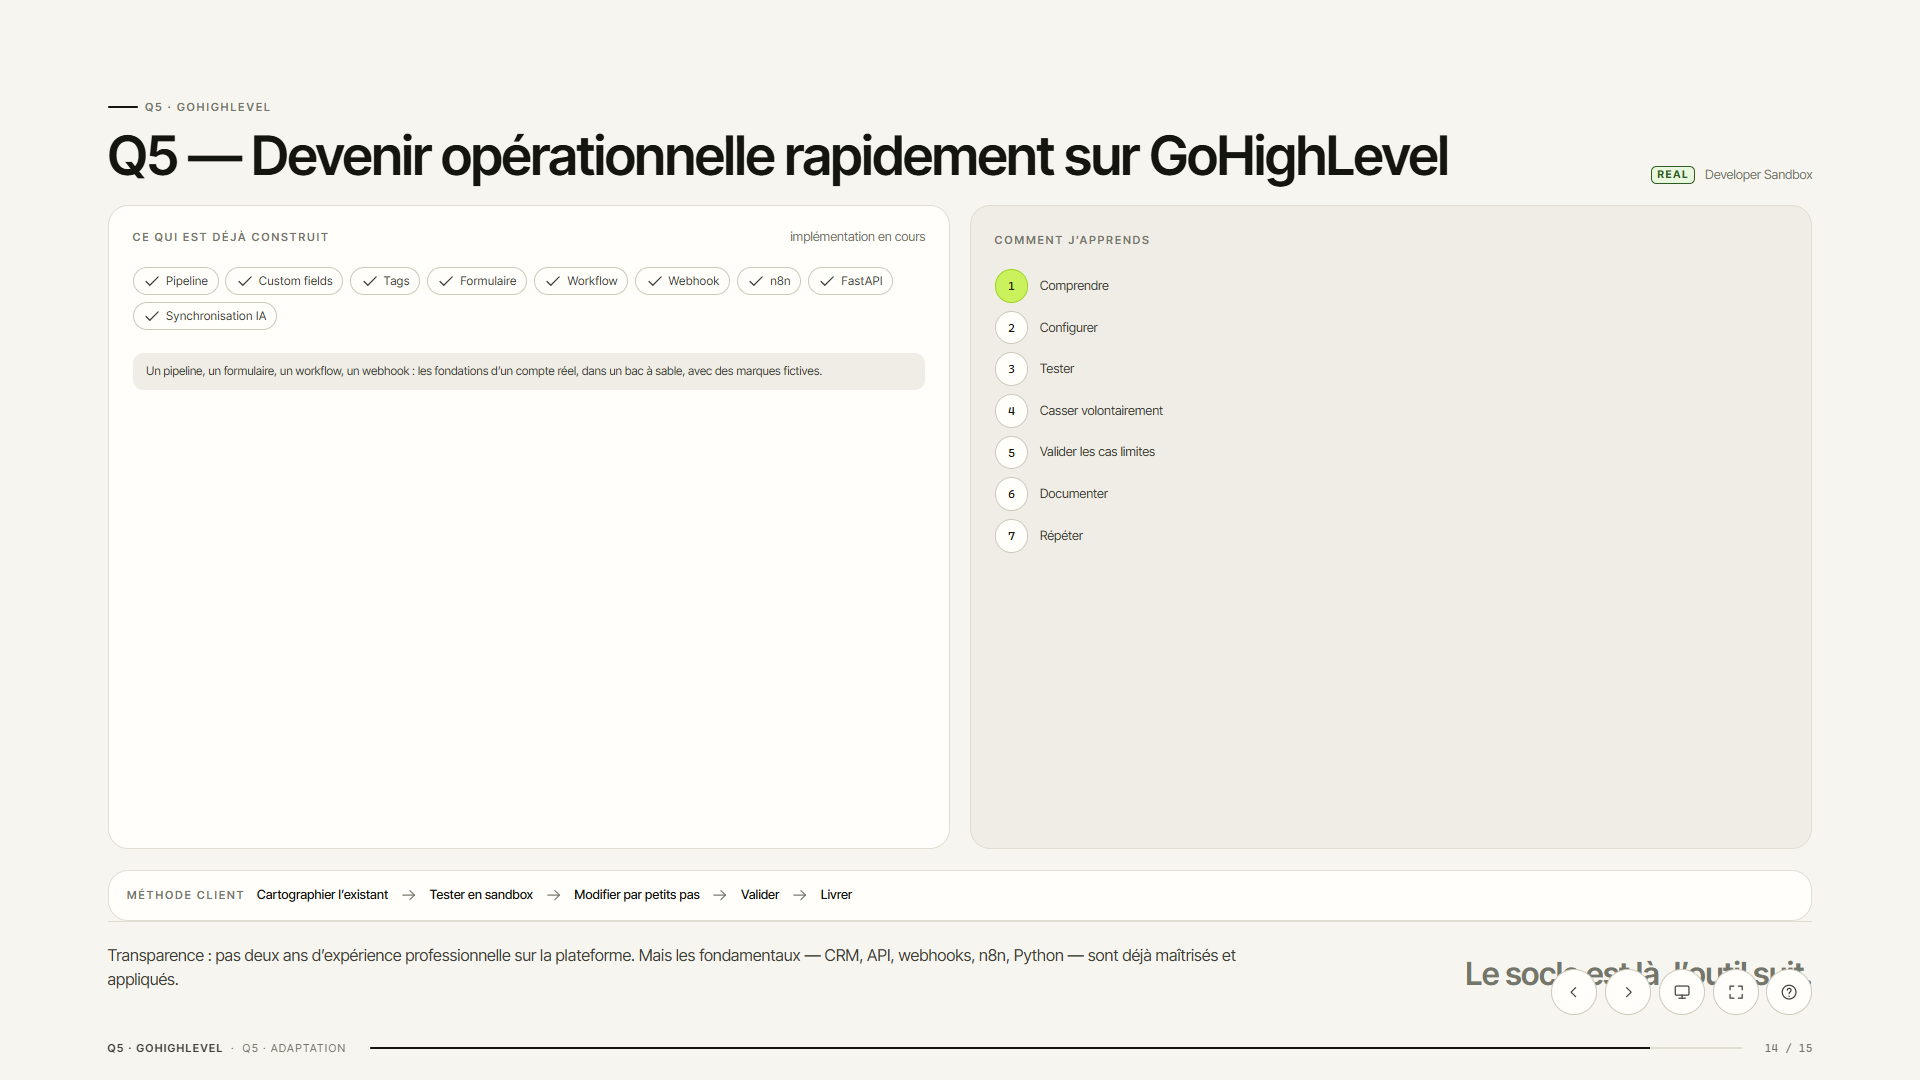 Q5 · GOHIGHLEVEL
Q5 — Devenir opérationnelle rapidement sur GoHighLevel
REAL Developer Sandbox
CE QUI EST DÉJÀ CONSTRUIT
implémentation en cours
Pipeline
Custom fields
Tags
Formulaire
Workflow
Webhook
n8n
FastAPI
Synchronisation IA
Un pipeline, un formulaire, un workflow, un webhook : les fondations d’un compte réel, dans un bac à sable, avec des marques fictives.
COMMENT J’APPRENDS
1 Comprendre
2 Configurer
3 Tester
4 Casser volontairement
5 Valider les cas limites
6 Documenter
7 Répéter
MÉTHODE CLIENT Cartographier l’existant → Tester en sandbox → Modifier par petits pas → Valider → Livrer
Transparence : pas deux ans d’expérience professionnelle sur la plateforme. Mais les fondamentaux — CRM, API, webhooks, n8n, Python — sont déjà maîtrisés et
appliqués.
Le socle est là, l’outil suit.
Q5 · GOHIGHLEVEL · Q5 · ADAPTATION
14 / 15